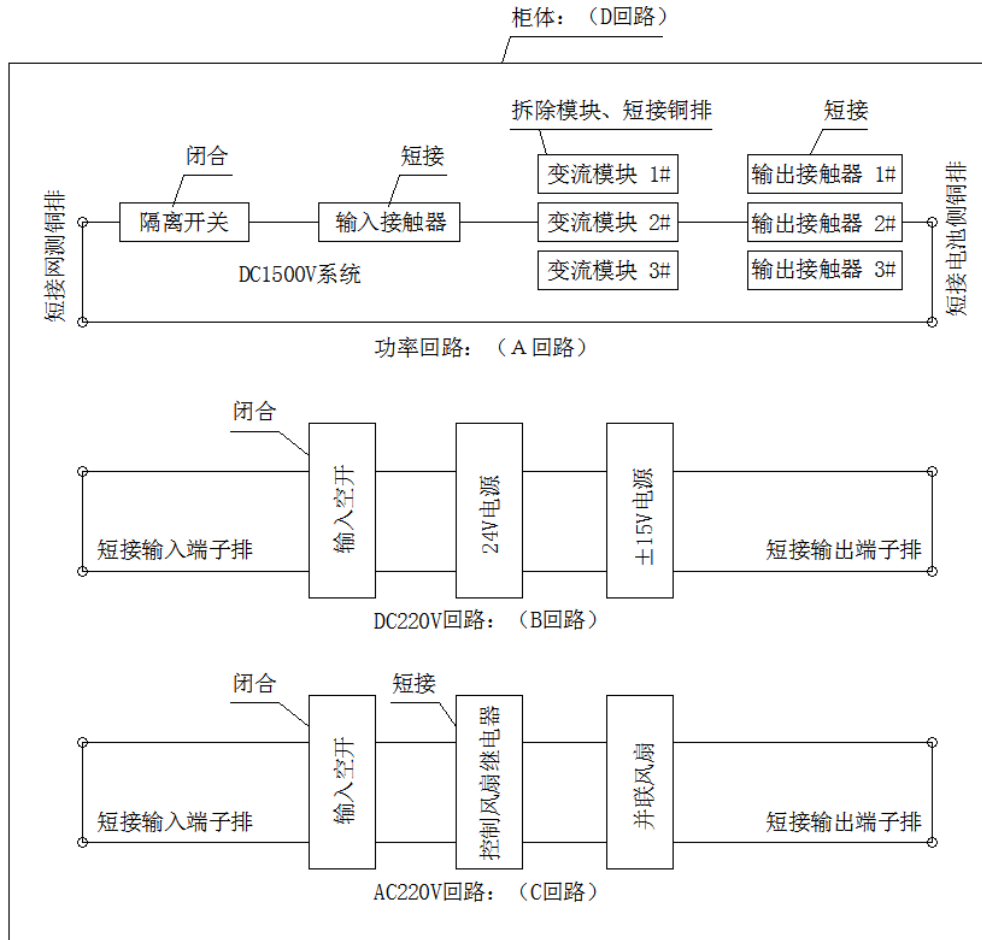 柜体：（D回路）
拆除模块、短接铜排
短接
闭合
短接
变流模块 1#
输出接触器 1#
隔离开关
输入接触器
变流模块 2#
输出接触器 2#
变流模块 3#
输出接触器 3#
DC1500V系统
短接网测铜排
短接电池侧铜排
功率回路：（A回路）
闭合
输入空开
24V电源
±15V电源
短接输入端子排
短接输出端子排
DC220V回路：（B回路）
闭合
短接
输入空开
控制风扇继电器
并联风扇
短接输入端子排
短接输出端子排
AC220V回路：（C回路）